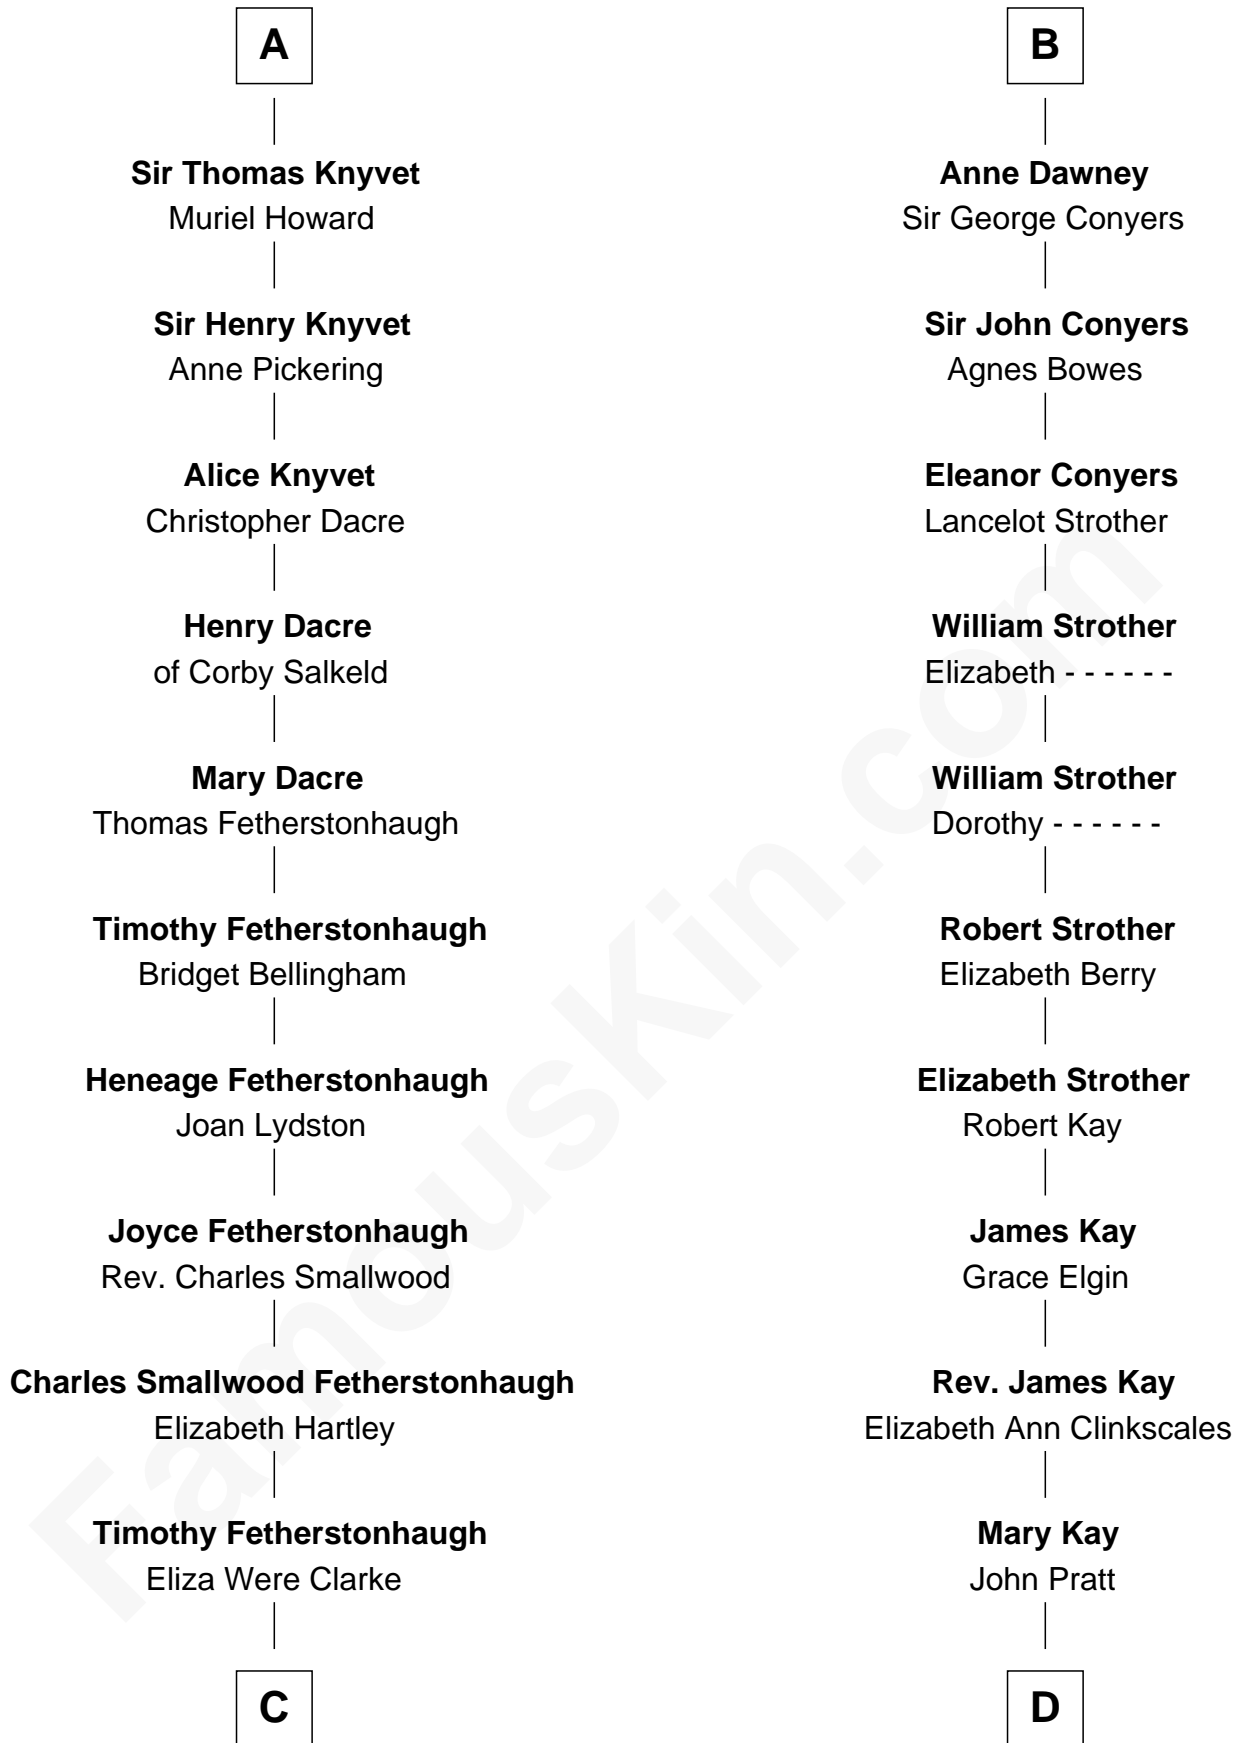 A
Sir Thomas Knyvet
Muriel Howard
Sir Henry Knyvet
Anne Pickering
Alice Knyvet
Christopher Dacre
Henry Dacre
of Corby Salkeld
Mary Dacre
Thomas Fetherstonhaugh
Timothy Fetherstonhaugh
Bridget Bellingham
Heneage Fetherstonhaugh
Joan Lydston
Joyce Fetherstonhaugh
Rev. Charles Smallwood
Charles Smallwood Fetherstonhaugh
Elizabeth Hartley
Timothy Fetherstonhaugh
Eliza Were Clarke
C
B
Anne Dawney
Sir George Conyers
Sir John Conyers
Agnes Bowes
Eleanor Conyers
Lancelot Strother
William Strother
Elizabeth - - - - - -
William Strother
Dorothy - - - - - -
Robert Strother
Elizabeth Berry
Elizabeth Strother
Robert Kay
James Kay
Grace Elgin
Rev. James Kay
Elizabeth Ann Clinkscales
Mary Kay
John Pratt
D
FamousKin.com